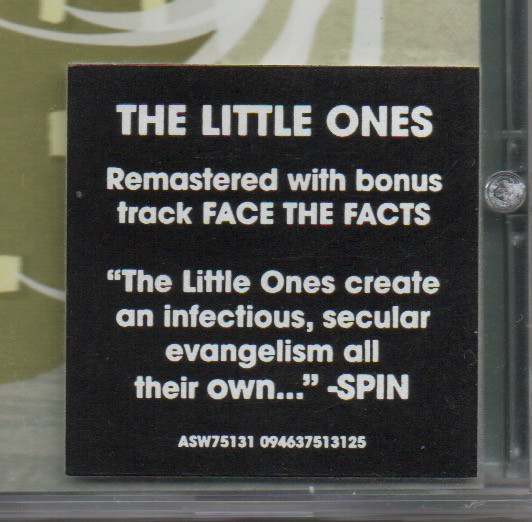 THE LITTLE ONES
Remastered with bonus
track FACE THE FACTS
“The Little Ones create
an infectious, secular
evangelism all
their own...” -SPIN
ASW75131 094637513125